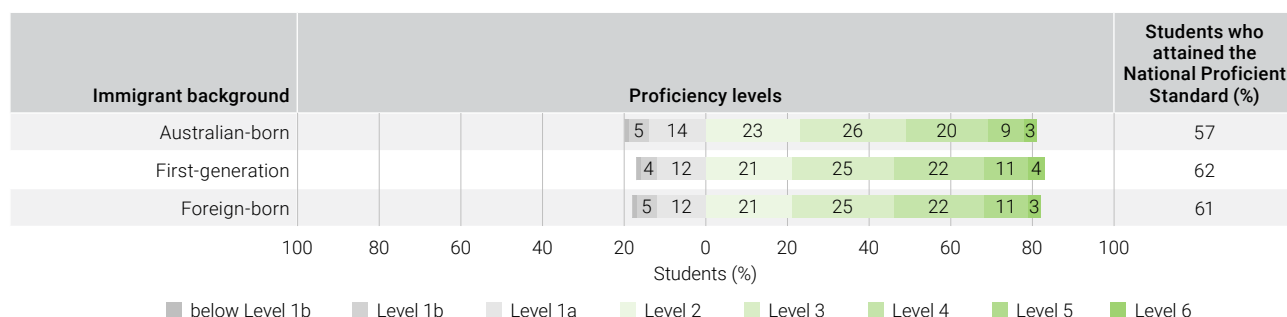 Students who
attained the
National Proficient
Immigrant background Proficiency levels Standard (%)
Australian-born 5 14 23 26 20 9 3 57
First-generation 4 12 21 25 22 11 4 62
Foreign-born 5 12 21 25 22 11 3 61
100 80 60 40 20 0 20 40 60 80 100
Students (%)
below Level 1b Level 1b Level 1a Level 2 Level 3 Level 4 Level 5 Level 6